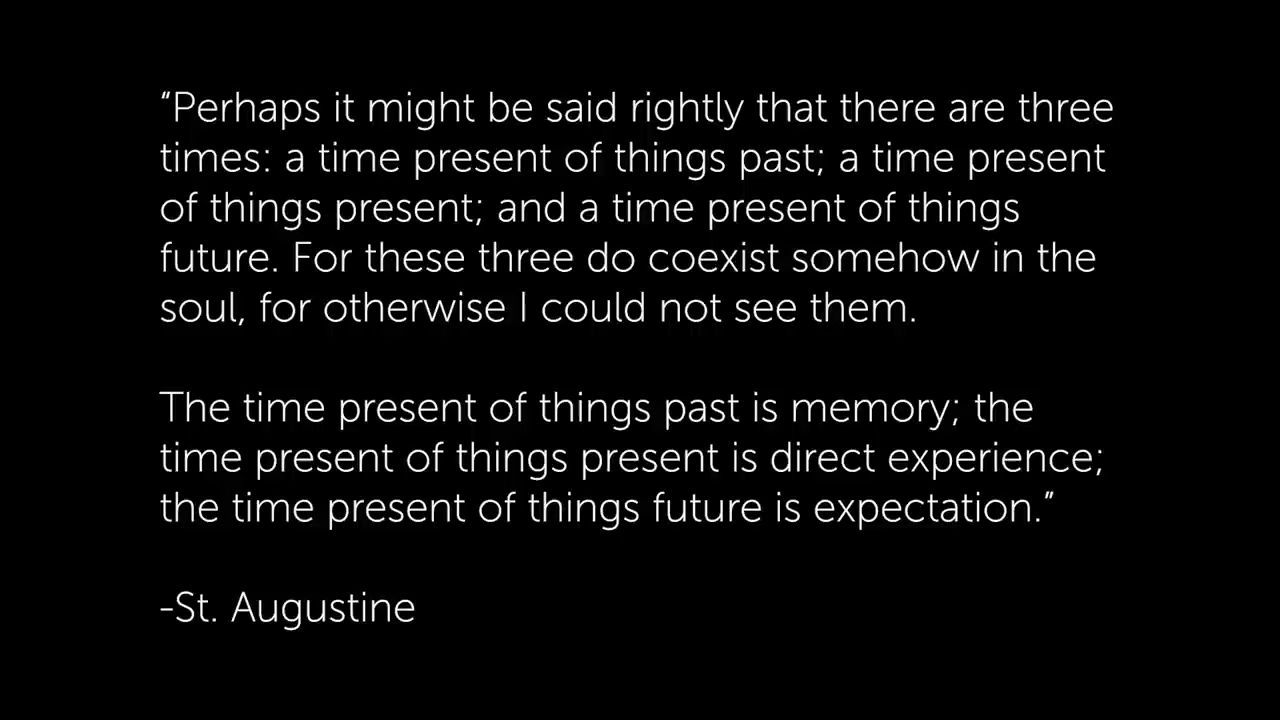 “Perhaps it might be said rightly that there are three
times: a time present of things past; a time present
of things present; and a time present of things
future. For these three do coexist somehow in the
soul, for otherwise I could not see them.
The time present of things past is memory; the
time present of things present is direct experience;
the time present of things future is expectation.”
-St. Augustine